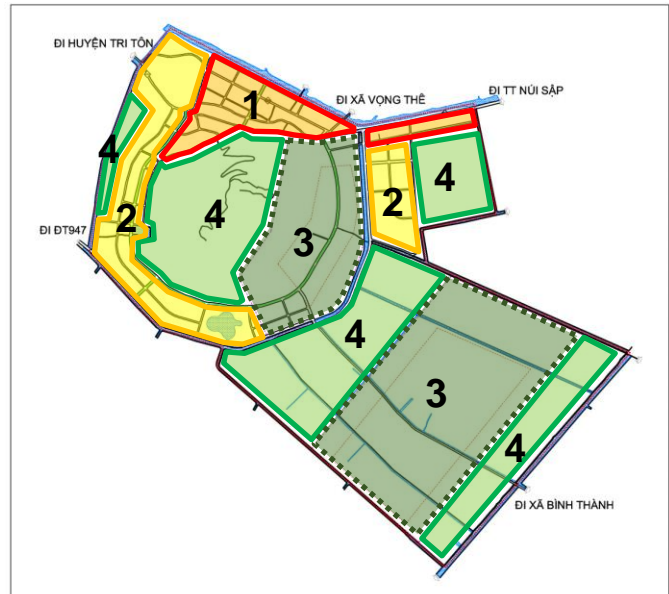 ĐI HUYỆN TRI TÔN
1
ĐI XÃ VỌNG THÊ
ĐI TT NÚI SẬP
4
4
2
2
4
ĐI ĐT947
3
4
3
4
ĐI XÃ BÌNH THÀNH